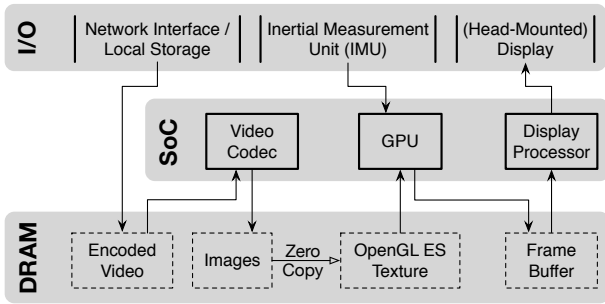 I/O
Network Interface /
Local Storage
Inertial Measurement
Unit (IMU)
(Head-Mounted)
Display
SoC
Video
Codec
GPU
Display
Processor
DRAM
Encoded
Video
Images
Zero
Copy
OpenGL ES
Texture
Frame
Buffer